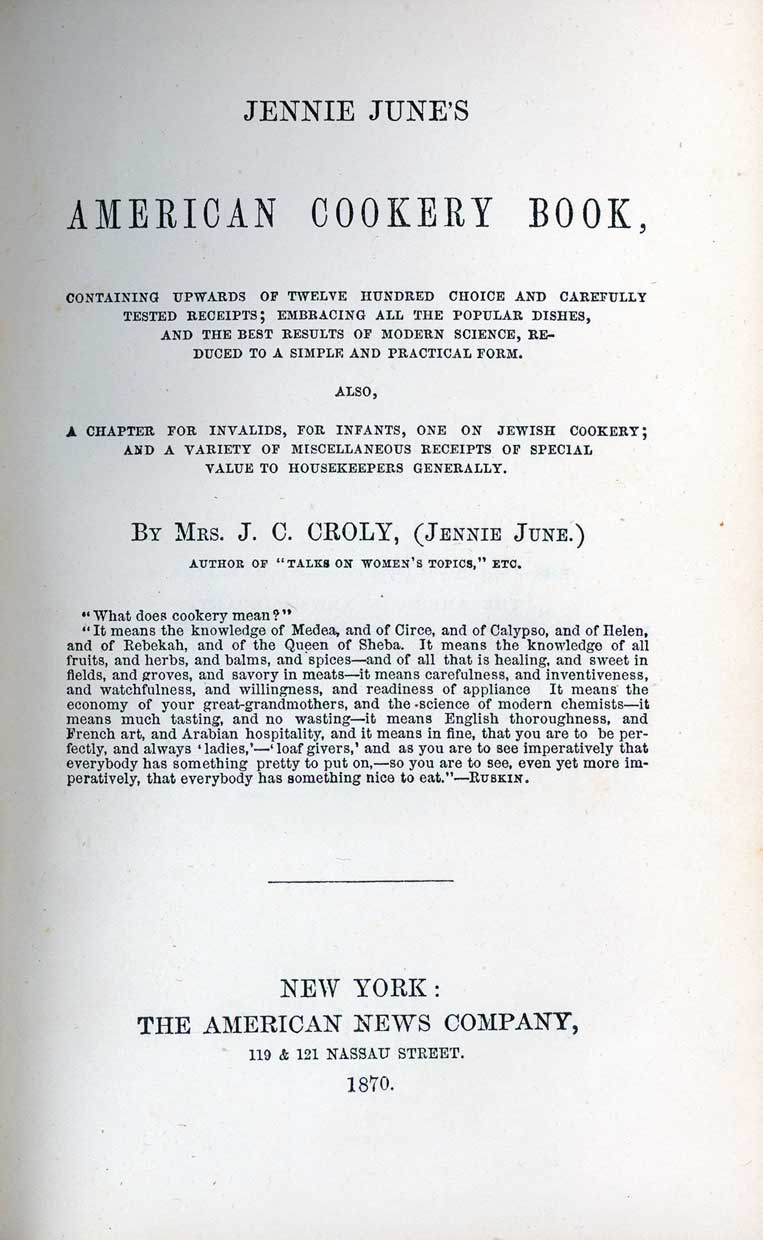 JENNIE JUNE'S
AMERICAN COOKERY BOOK,
CONTAINING UPWARDS OF TWELVE HUNDRED CHOICE AND CAREFULLY
TESTED RECEIPTS; EMBRACING ALL THE POPULAR DISHES,
AND THE BEST RESULTS OF MODERN SCIENCE, RE-
DUCED TO A SIMPLE AND PRACTICAL FORM.
ALSO,
A CHAPTER FOR INVALIDS, FOR INFANTS, ONE ON JEWISH COOKERY;
AND A VARIETY OF MISCELLANEOUS RECEIPTS OF SPECIAL
VALUE TO HOUSEKEEPERS GENERALLY.
BY MRS. J. C. CROLY, (JENNIE JUNE.)
AUTHOR OF "TALKS ON WOMEN'S TOPICS," ETC.
"What does cookery mean?"
"It means the knowledge of Medea, and of Circe, and of Calypso, and of Helen,
and of Rebekah, and of the Queen of Sheba. It means the knowledge of all
fruits, and herbs, and balms, and spices—and of all that is healing, and sweet in
fields, and groves, and savory in meats—it means carefulness, and inventiveness,
and watchfulness, and willingness, and readiness of appliance It means the
economy of your great-grandmothers, and the science of modern chemists—it
means much tasting, and no wasting—it means English thoroughness, and
French art, and Arabian hospitality, and it means in fine, that you are to be per-
fectly, and always 'ladies,'—'loaf givers,' and as you are to see imperatively that
everybody has something pretty to put on,—so you are to see, even yet more im-
peratively, that everybody has something nice to eat."—RUSKIN.
NEW YORK:
THE AMERICAN NEWS COMPANY,
119 & 121 NASSAU STREET.
1870.